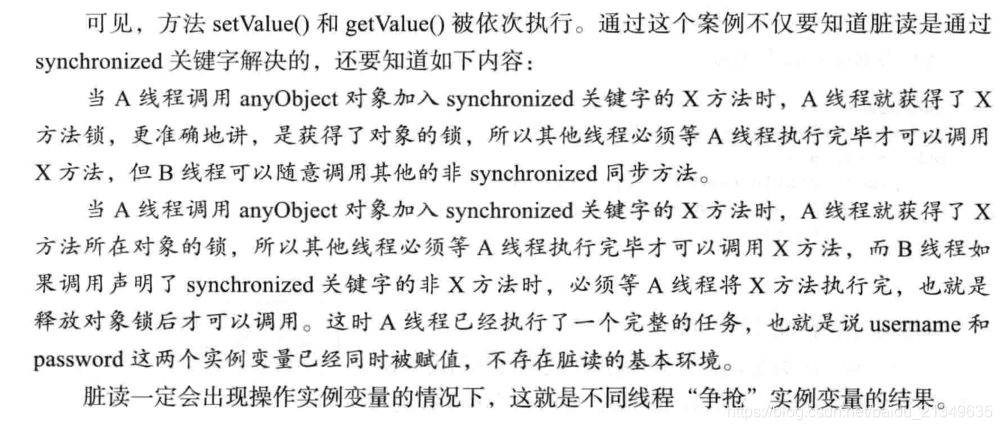 可见，方法 setValue() 和 getValue() 被依次执行。通过这个案例不仅要知道脏读是通过
synchronized 关键字解决的，还要知道如下内容：
当 A 线程调用 anyObject 对象加入 synchronized 关键字的 X 方法时，A 线程就获得了 X
方法锁，更准确地讲，是获得了对象的锁，所以其他线程必须等 A 线程执行完毕才可以调用
X 方法，但 B 线程可以随意调用其他的非 synchronized 同步方法。
当 A 线程调用 anyObject 对象加入 synchronized 关键字的 X 方法时，A 线程就获得了 X
方法所在对象的锁，所以其他线程必须等 A 线程执行完毕才可以调用 X 方法，而 B 线程如
果调用声明了 synchronized 关键字的非 X 方法时，必须等 A 线程将 X 方法执行完，也就是
释放对象锁后才可以调用。这时 A 线程已经执行了一个完整的任务，也就是说 username 和
password 这两个实例变量已经同时被赋值，不存在脏读的基本环境。
脏读一定会出现操作实例变量的情况下，这就是不同线程“争抢”实例变量的结果。
https://blog.csdn.net/baidu_21349635